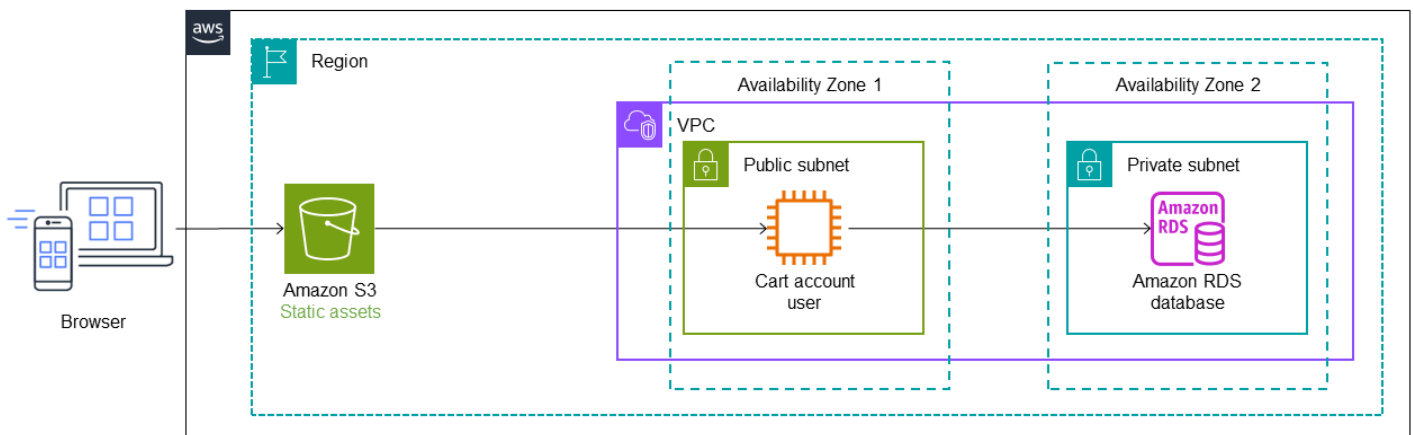 aws
Region
Availability Zone 1
Availability Zone 2
VPC
Public subnet
Private subnet
Amazon
RDS
Amazon S3
Static assets
Cart account
user
Amazon RDS
database
Browser